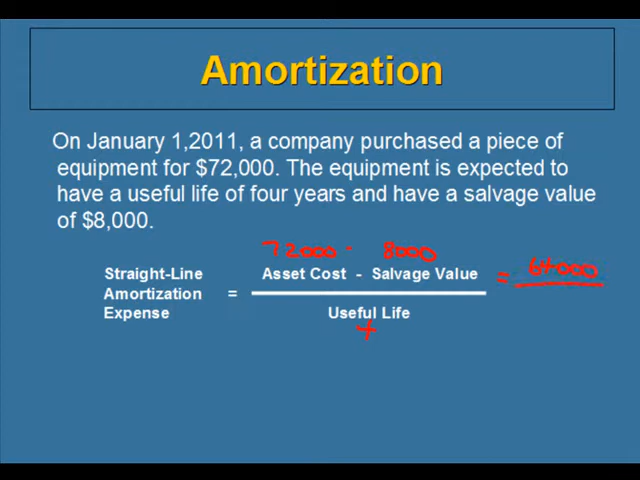 Amortization
On January 1,2011, a company purchased a piece of
equipment for $72,000. The equipment is expected to
have a useful life of four years and have a salvage value
of $8,000.
72000 - 8000
Straight-Line Asset Cost - Salvage Value = 64000
Amortization =
Expense Useful Life
4